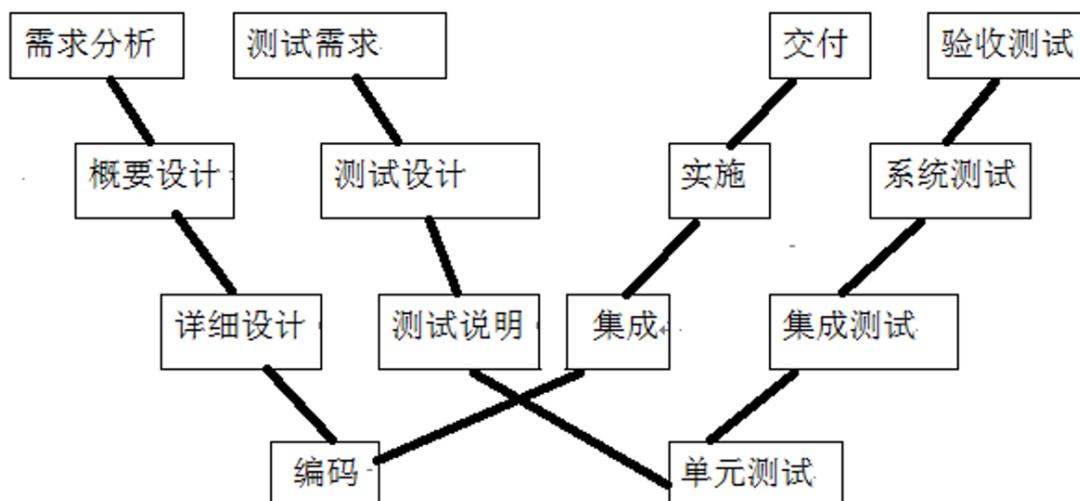 需求分析
测试需求
交付
验收测试
概要设计
测试设计
实施
系统测试
详细设计
测试说明
集成
集成测试
编码
单元测试